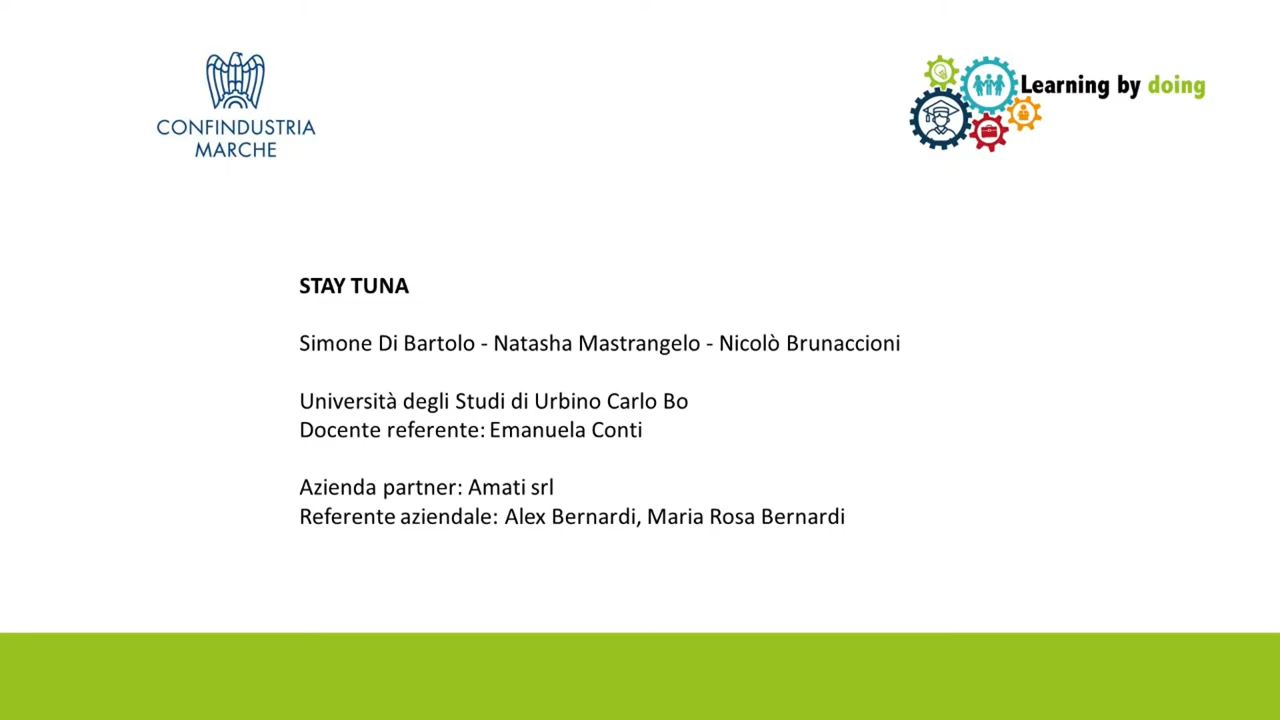 CONFINDUSTRIA
MARCHE
Learning by doing
STAY TUNA
Simone Di Bartolo - Natasha Mastrangelo - Nicolò Brunaccioni
Università degli Studi di Urbino Carlo Bo
Docente referente: Emanuela Conti
Azienda partner: Amati srl
Referente aziendale: Alex Bernardi, Maria Rosa Bernardi